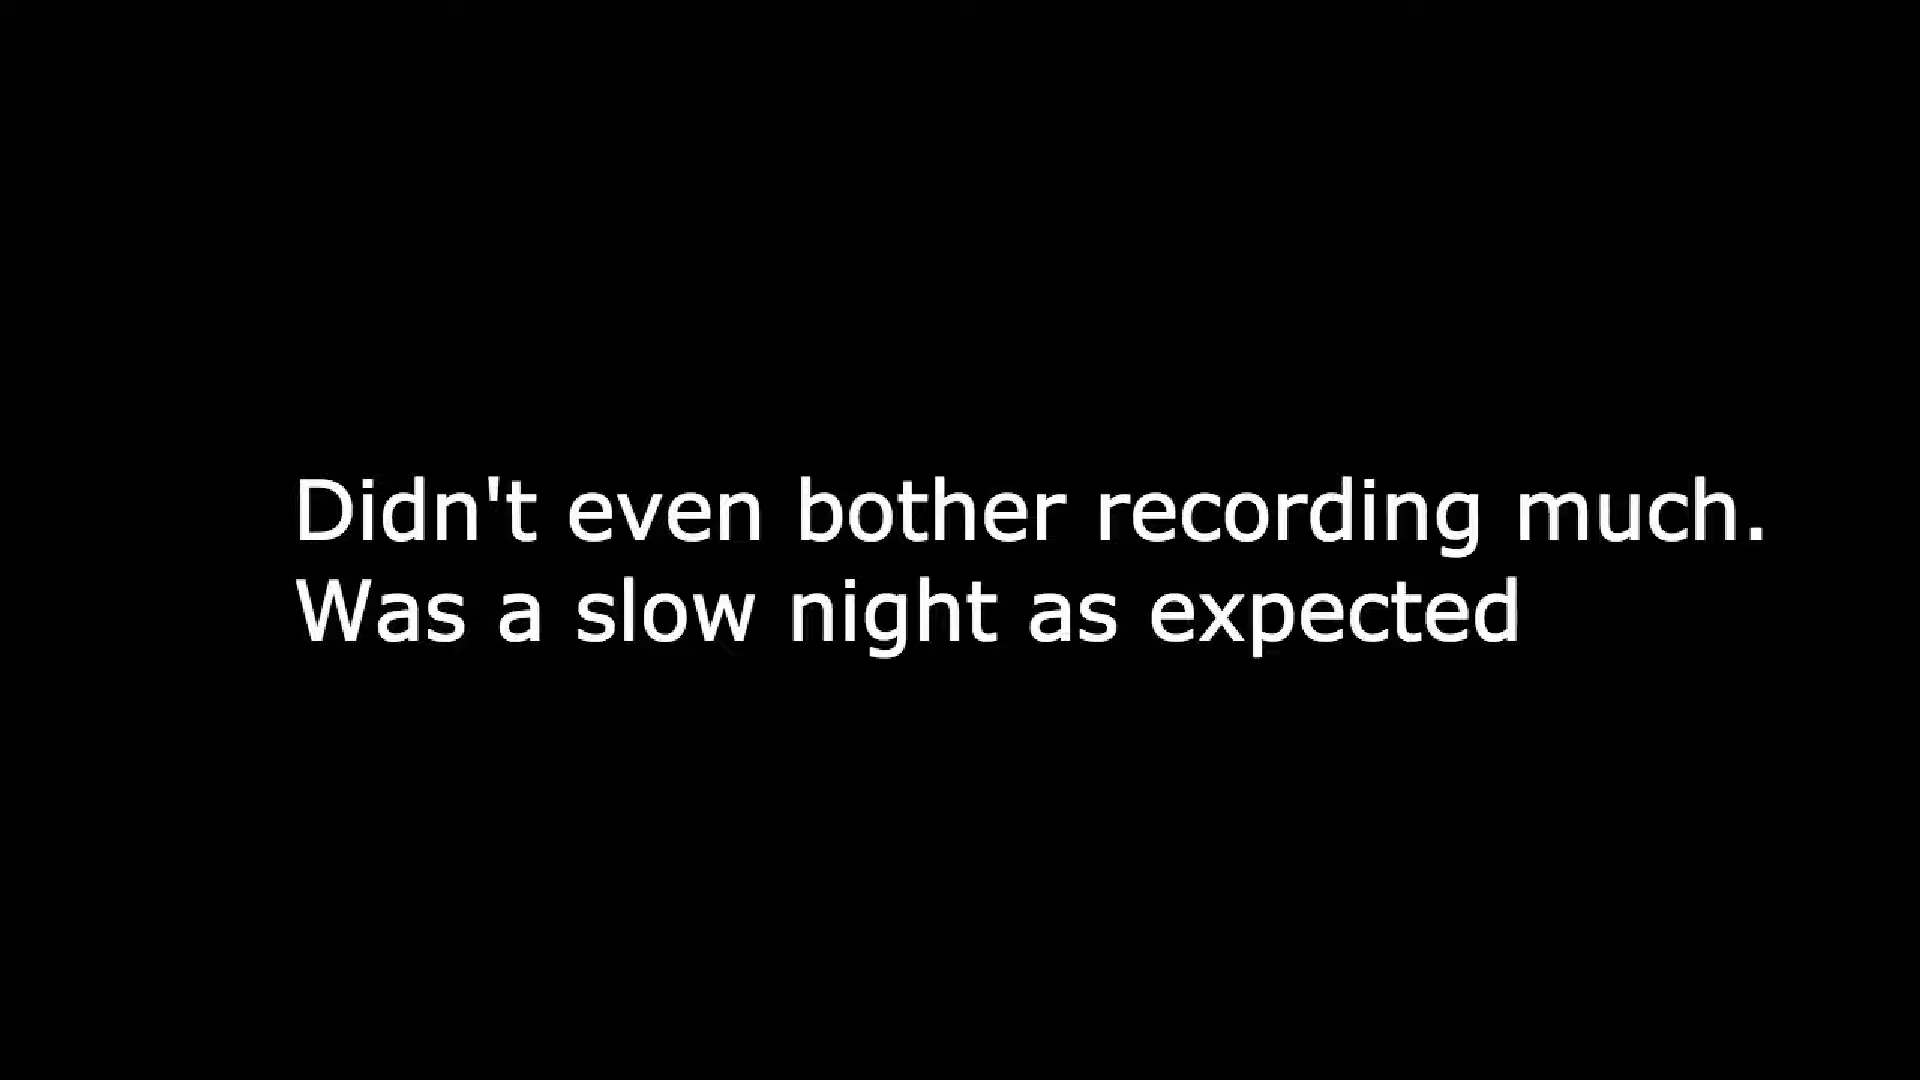 Didn't even bother recording much.
Was a slow night as expected